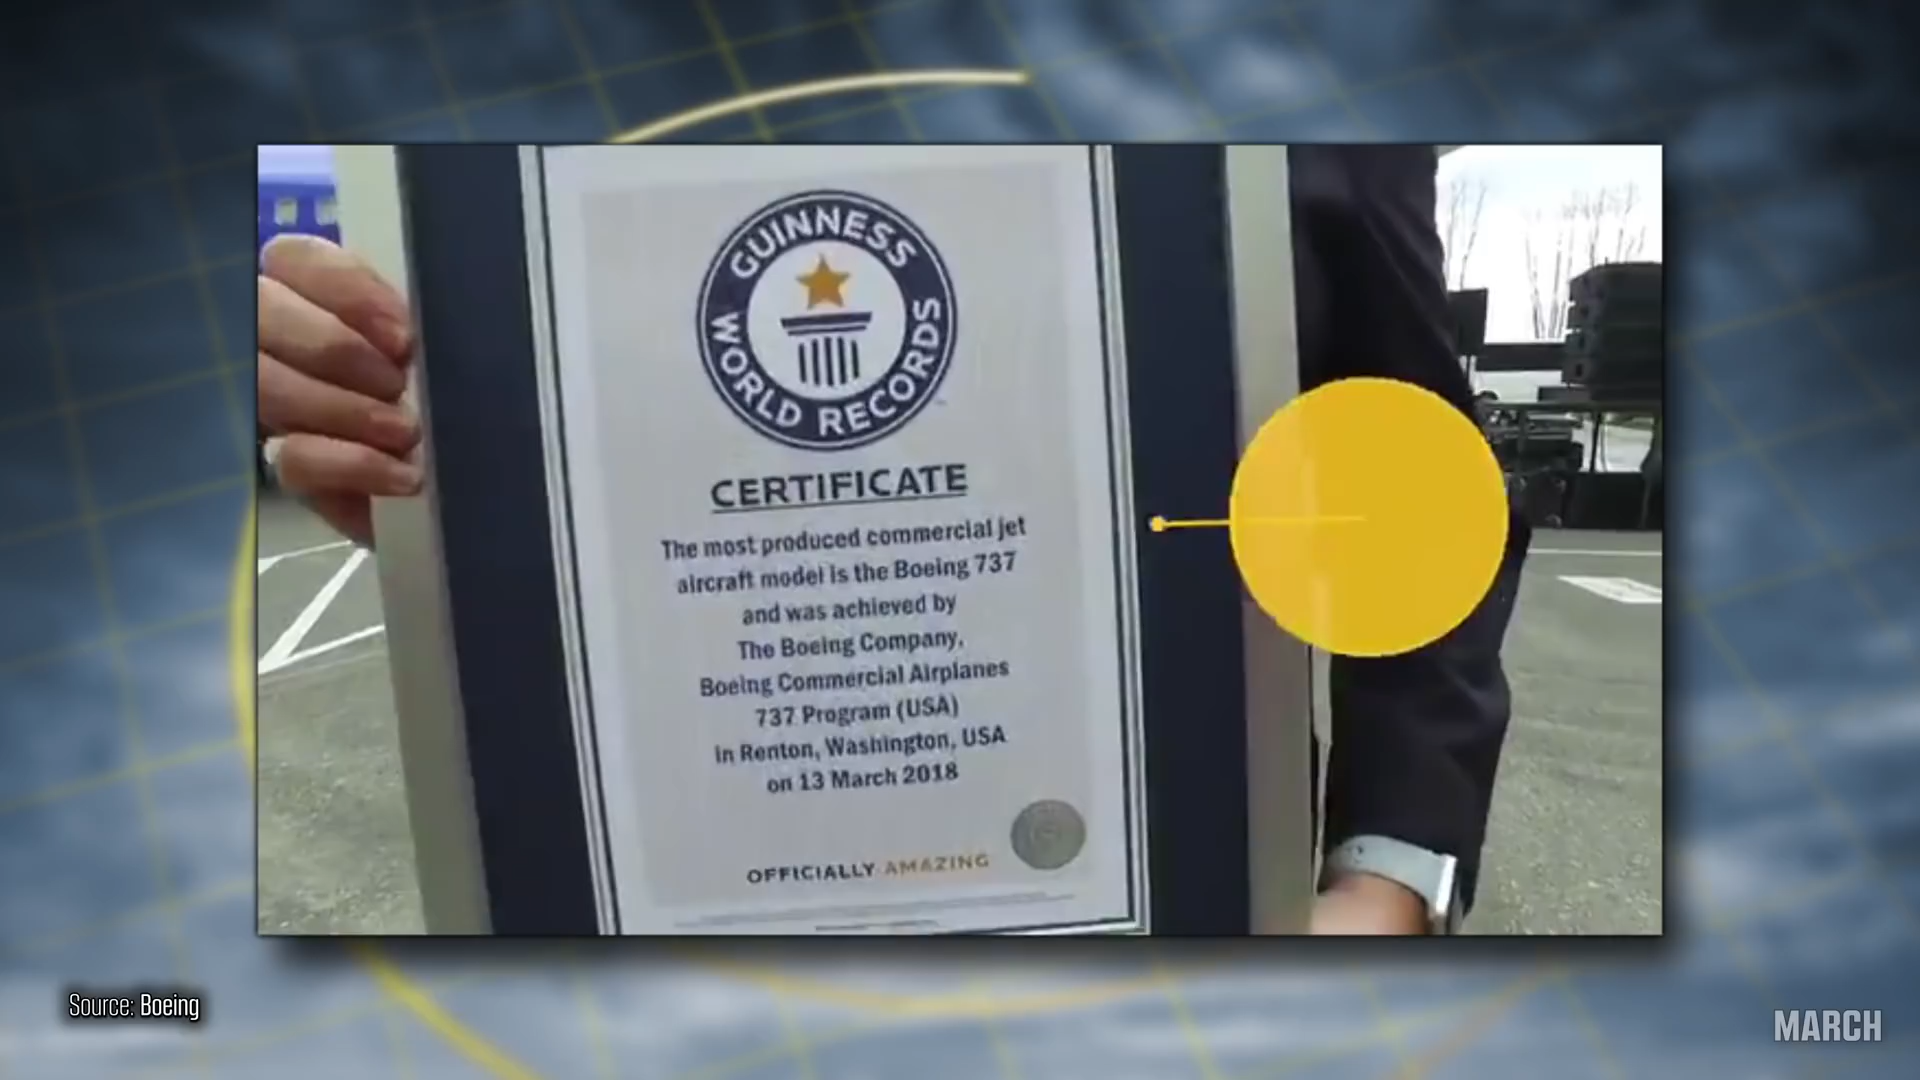 GUINNESS
WORLD RECORDS
CERTIFICATE
The most produced commercial jet
aircraft model is the Boeing 737
and was achieved by
The Boeing Company,
Boeing Commercial Airplanes
737 Program (USA)
in Renton, Washington, USA
on 13 March 2018
OFFICIALLY AMAZING
Source: Boeing
MARCH